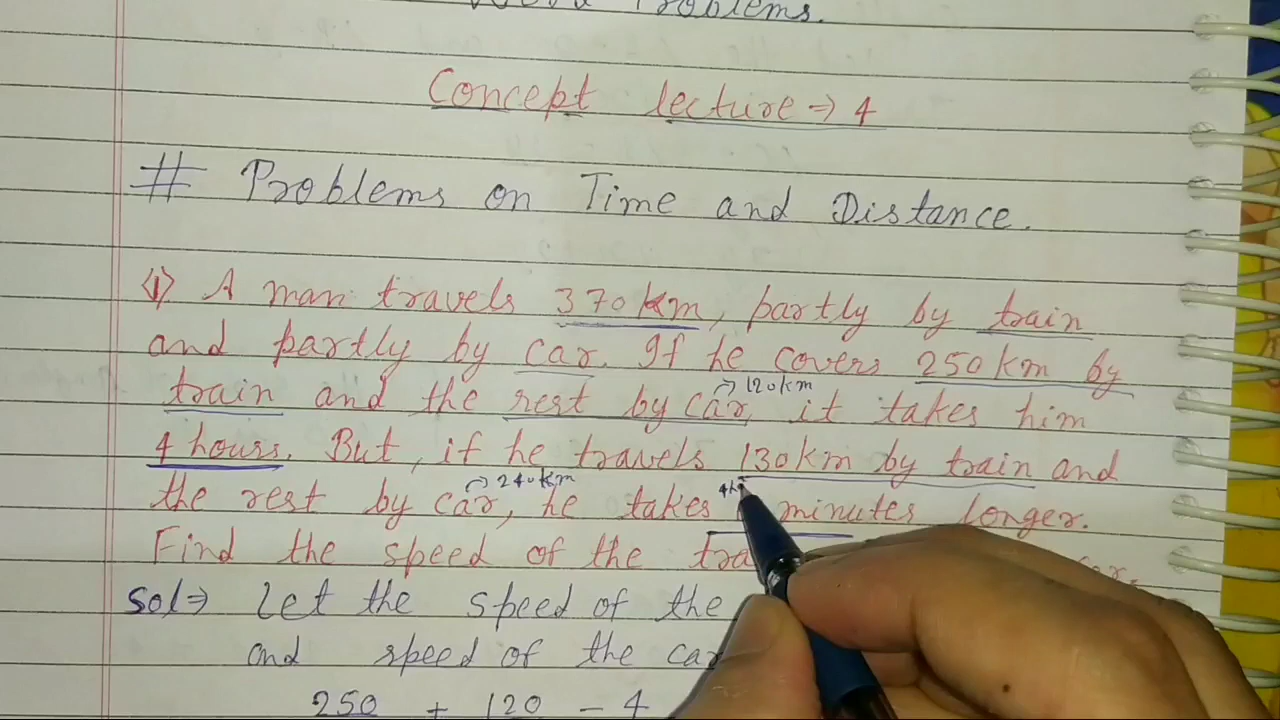 Problems.
Concept lecture → 4
# Problems on Time and Distance.
(1) A man travels 370 km, partly by train
and partly by car. If he covers 250 km by
→ 120 km
train and the rest by car, it takes him
4 hours. But, if he travels 130 km by train and
→ 240 km
the rest by car, he takes minutes longer.
Find the speed of the
Sol ⇒ Let the speed of the
and speed of the
250 + 120 = 4